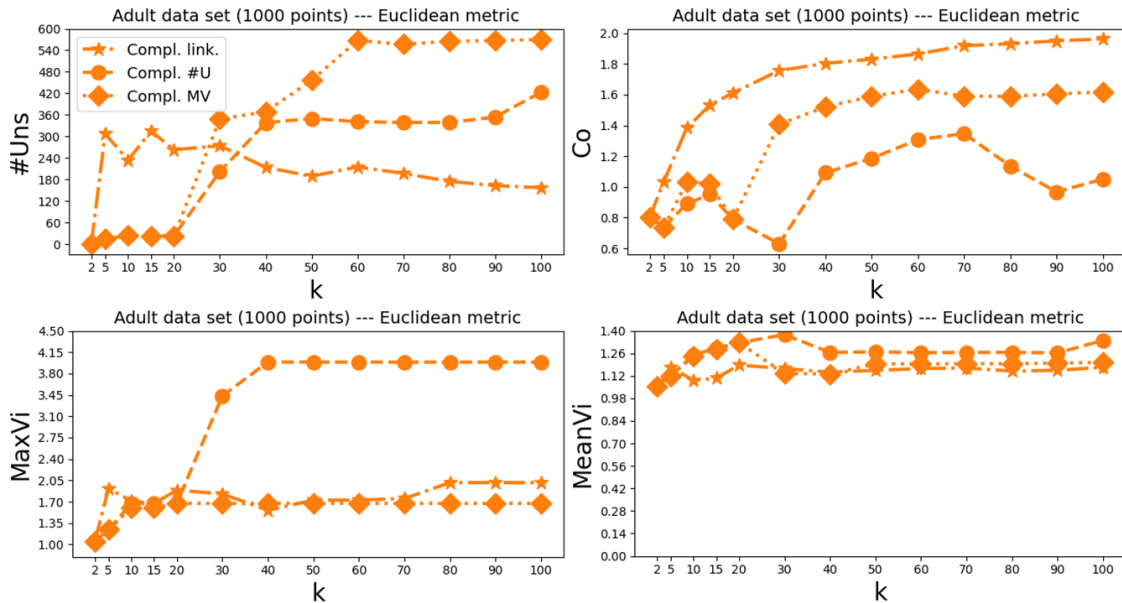 Adult data set (1000 points) --- Euclidean metric
600
540
480
420
360
300
240
180
120
60
0
#Uns
Compl. link.
Compl. #U
Compl. MV
2 5 10 15 20 30 40 50 60 70 80 90 100
k
Adult data set (1000 points) --- Euclidean metric
2.0
1.8
1.6
1.4
1.2
1.0
0.8
0.6
Co
2 5 10 15 20 30 40 50 60 70 80 90 100
k
Adult data set (1000 points) --- Euclidean metric
4.50
4.15
3.80
3.45
3.10
2.75
2.40
2.05
1.70
1.35
1.00
MaxVi
2 5 10 15 20 30 40 50 60 70 80 90 100
k
Adult data set (1000 points) --- Euclidean metric
1.40
1.26
1.12
0.98
0.84
0.70
0.56
0.42
0.28
0.14
0.00
MeanVi
2 5 10 15 20 30 40 50 60 70 80 90 100
k